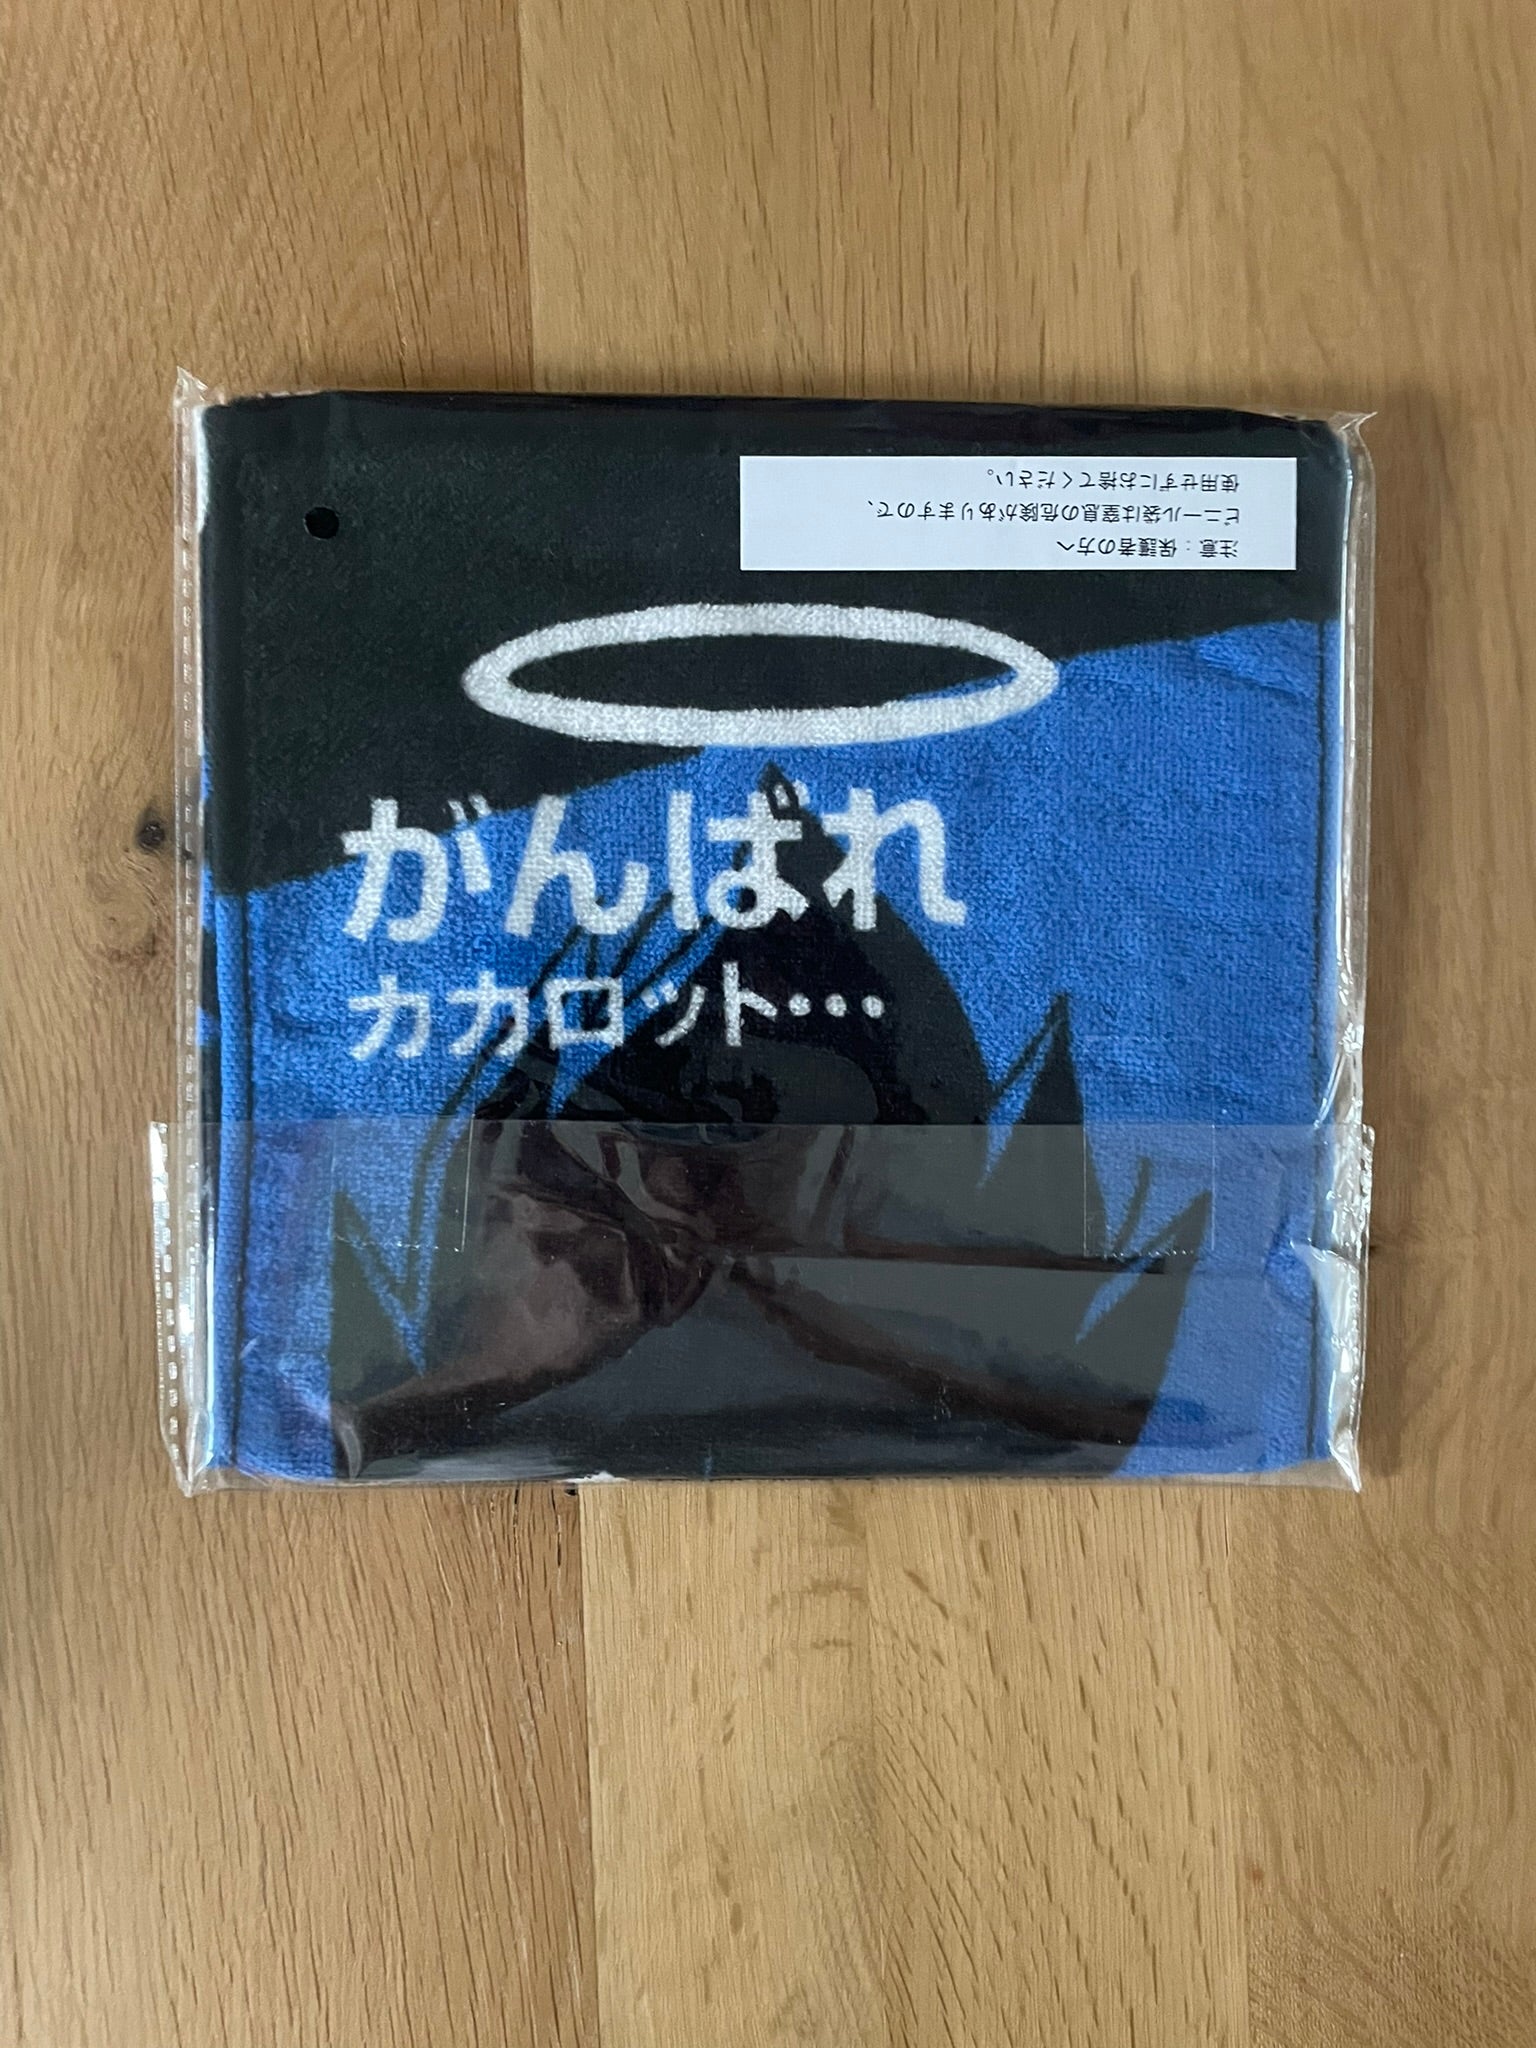 注意：保護者の方へ
ビニール袋は窒息の危険がありますので、
使用せずにお捨てください。
がんばれ
カカロット・・・